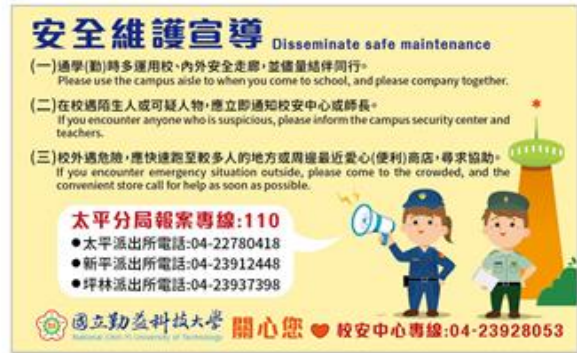 安全維護宣導 Disseminate safe maintenance
(一)通學(勤)時多運用校、內外安全走廊,並儘量結伴同行。
Please use the campus aisle to when you come to school, and please company together.
(二)在校遇陌生人或可疑人物,應立即通知校安中心或師長。
If you encounter anyone who is suspicious, please inform the campus security center and
teachers.
(三)校外遇危險,應快速跑至較多人的地方或周邊最近愛心(便利)商店,尋求協助。
If you encounter emergency situation outside, please come to the crowded, and the
convenient store call for help as soon as possible.
太平分局報案專線:110
●太平派出所電話:04-22780418
●新平派出所電話:04-23912448
●坪林派出所電話:04-23937398
國立勤益科技大學 關心您 校安中心專線:04-23928053
National Chin-Yi University of Technology